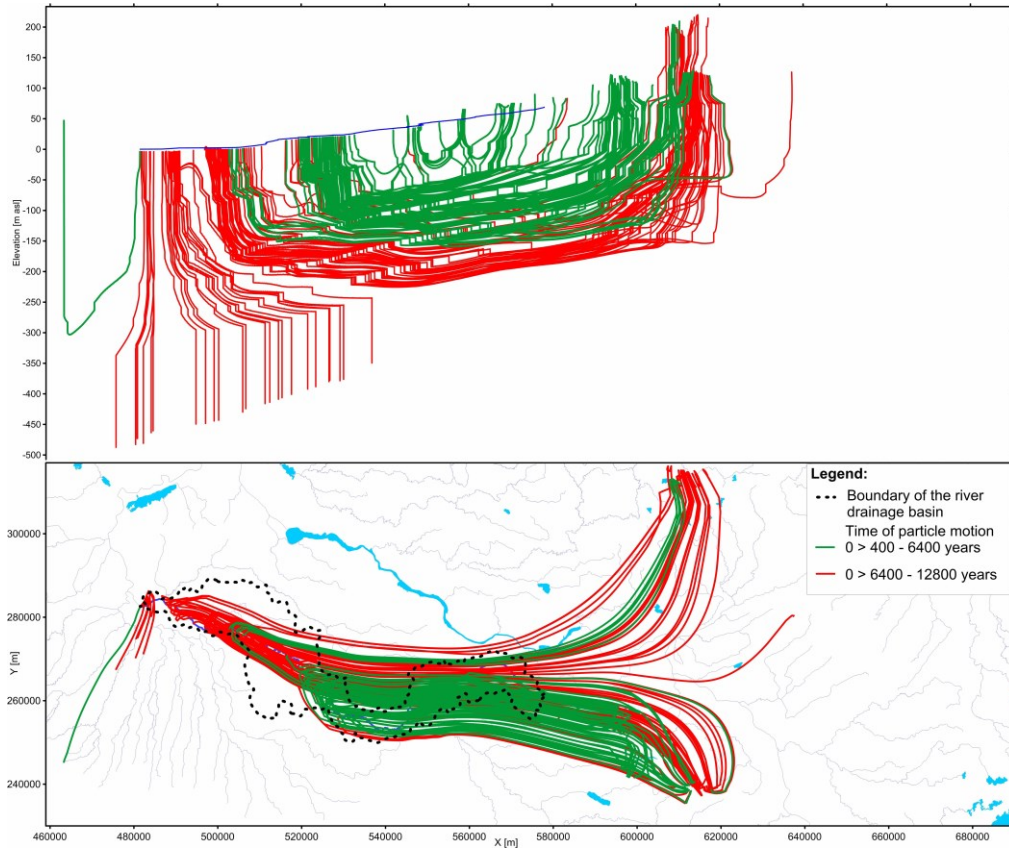 200
150
100
50
0
-50
-100
-150
-200
-250
-300
-350
-400
-450
-500
Elevation [m asl]
Legend:
Boundary of the river
drainage basin
Time of particle motion
0 > 400 - 6400 years
0 > 6400 - 12800 years
300000
280000
260000
240000
Y [m]
460000 480000 500000 520000 540000 560000 580000 600000 620000 640000 660000 680000
X [m]